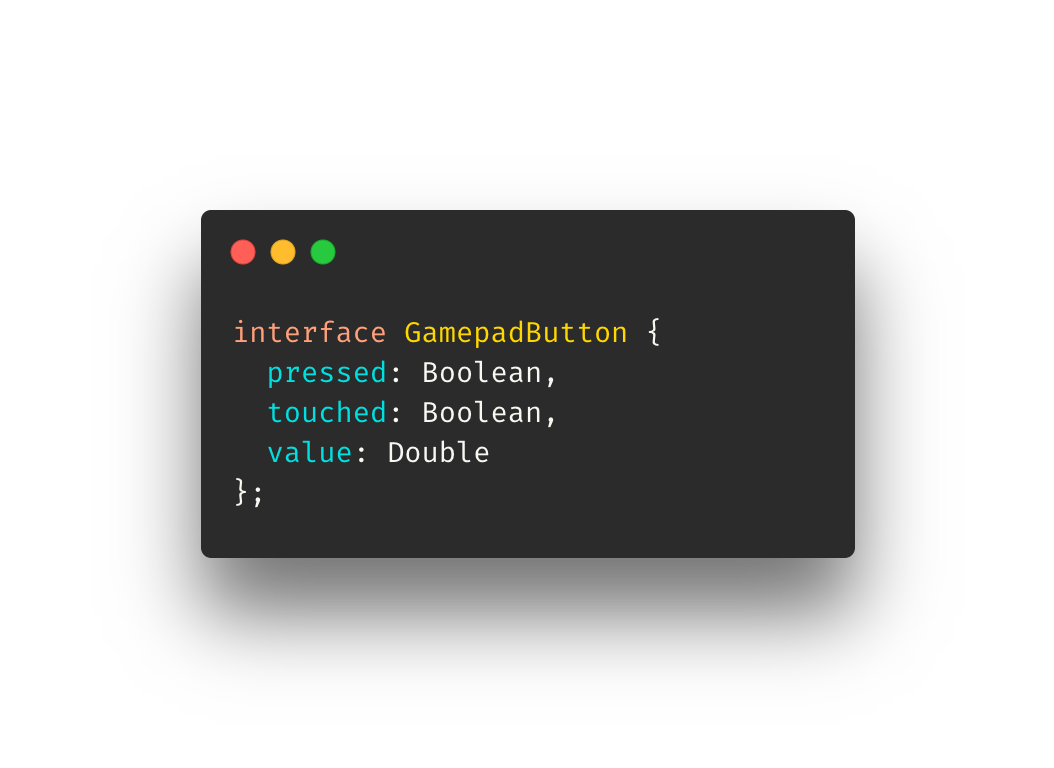 interface GamepadButton {
  pressed: Boolean,
  touched: Boolean,
  value: Double
};